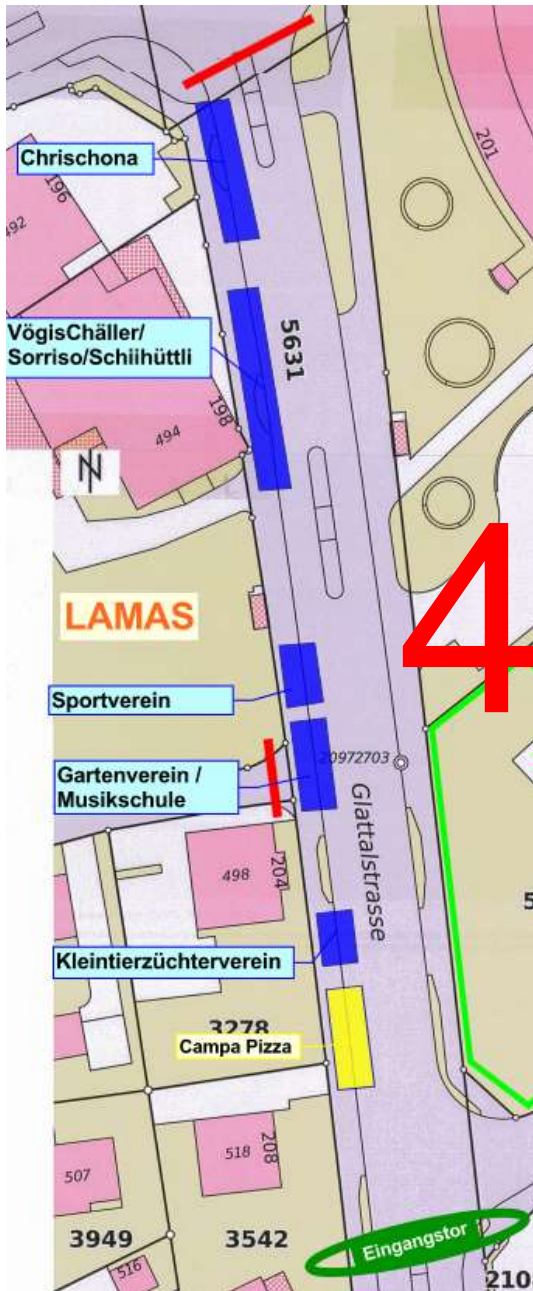 201
Chrischona
196
492
VögisChäller/
Sorriso/Schiihüttli
5631
198
494
N
4
LAMAS
Sportverein
20972703
Gartenverein /
Musikschule
Glattalstrasse
498
204
5
Kleintierzüchterverein
3278
Campa Pizza
518
208
507
3949
3542
Eingangstor
516
210